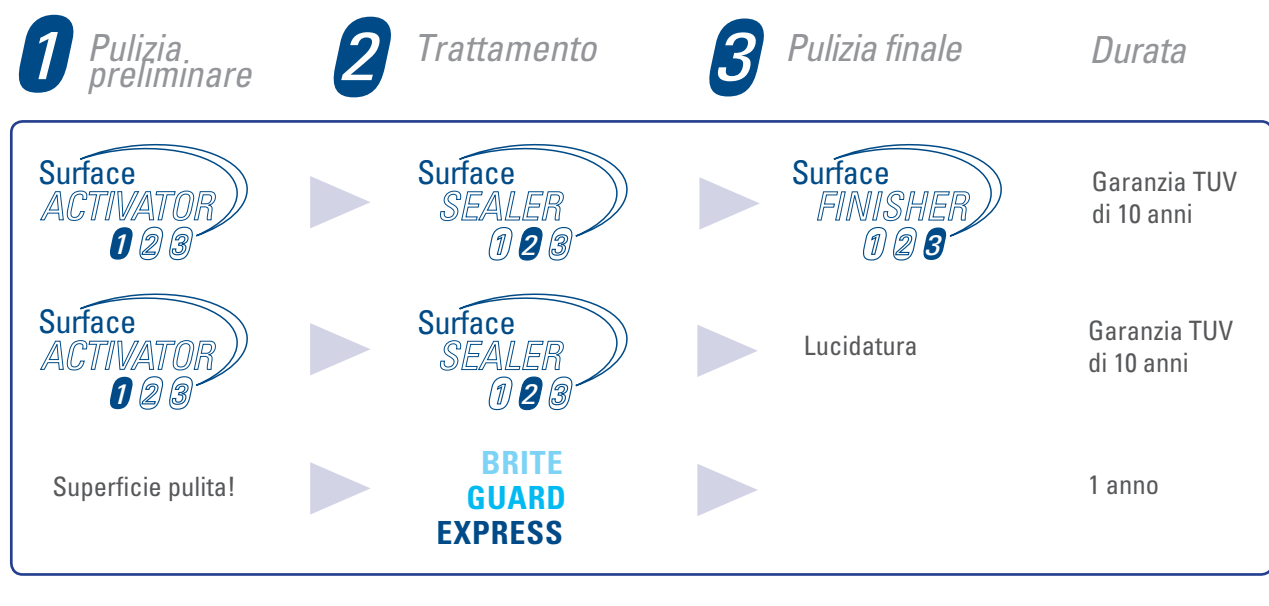 1 Pulizia preliminare
2 Trattamento
3 Pulizia finale
Durata
Surface
ACTIVATOR
1 2 3
Surface
SEALER
1 2 3
Surface
FINISHER
1 2 3
Garanzia TUV
di 10 anni
Surface
ACTIVATOR
1 2 3
Surface
SEALER
1 2 3
Lucidatura
Garanzia TUV
di 10 anni
Superficie pulita!
BRITE
GUARD
EXPRESS
1 anno